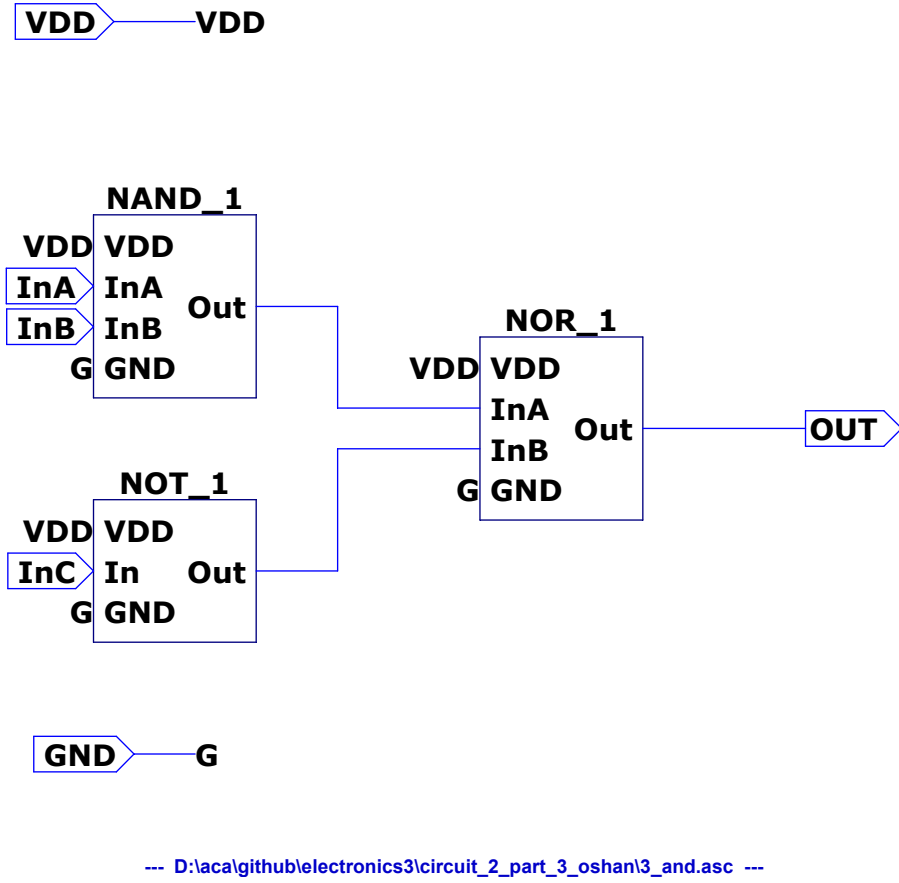 VDD VDD
NAND_1
VDD VDD
InA InA
Out
InB InB
G GND
NOR_1
VDD VDD
InA
Out
OUT
InB
G GND
NOT_1
VDD VDD
InC In Out
G GND
GND G
--- D:\aca\github\electronics3\circuit_2_part_3_oshan\3_and.asc ---